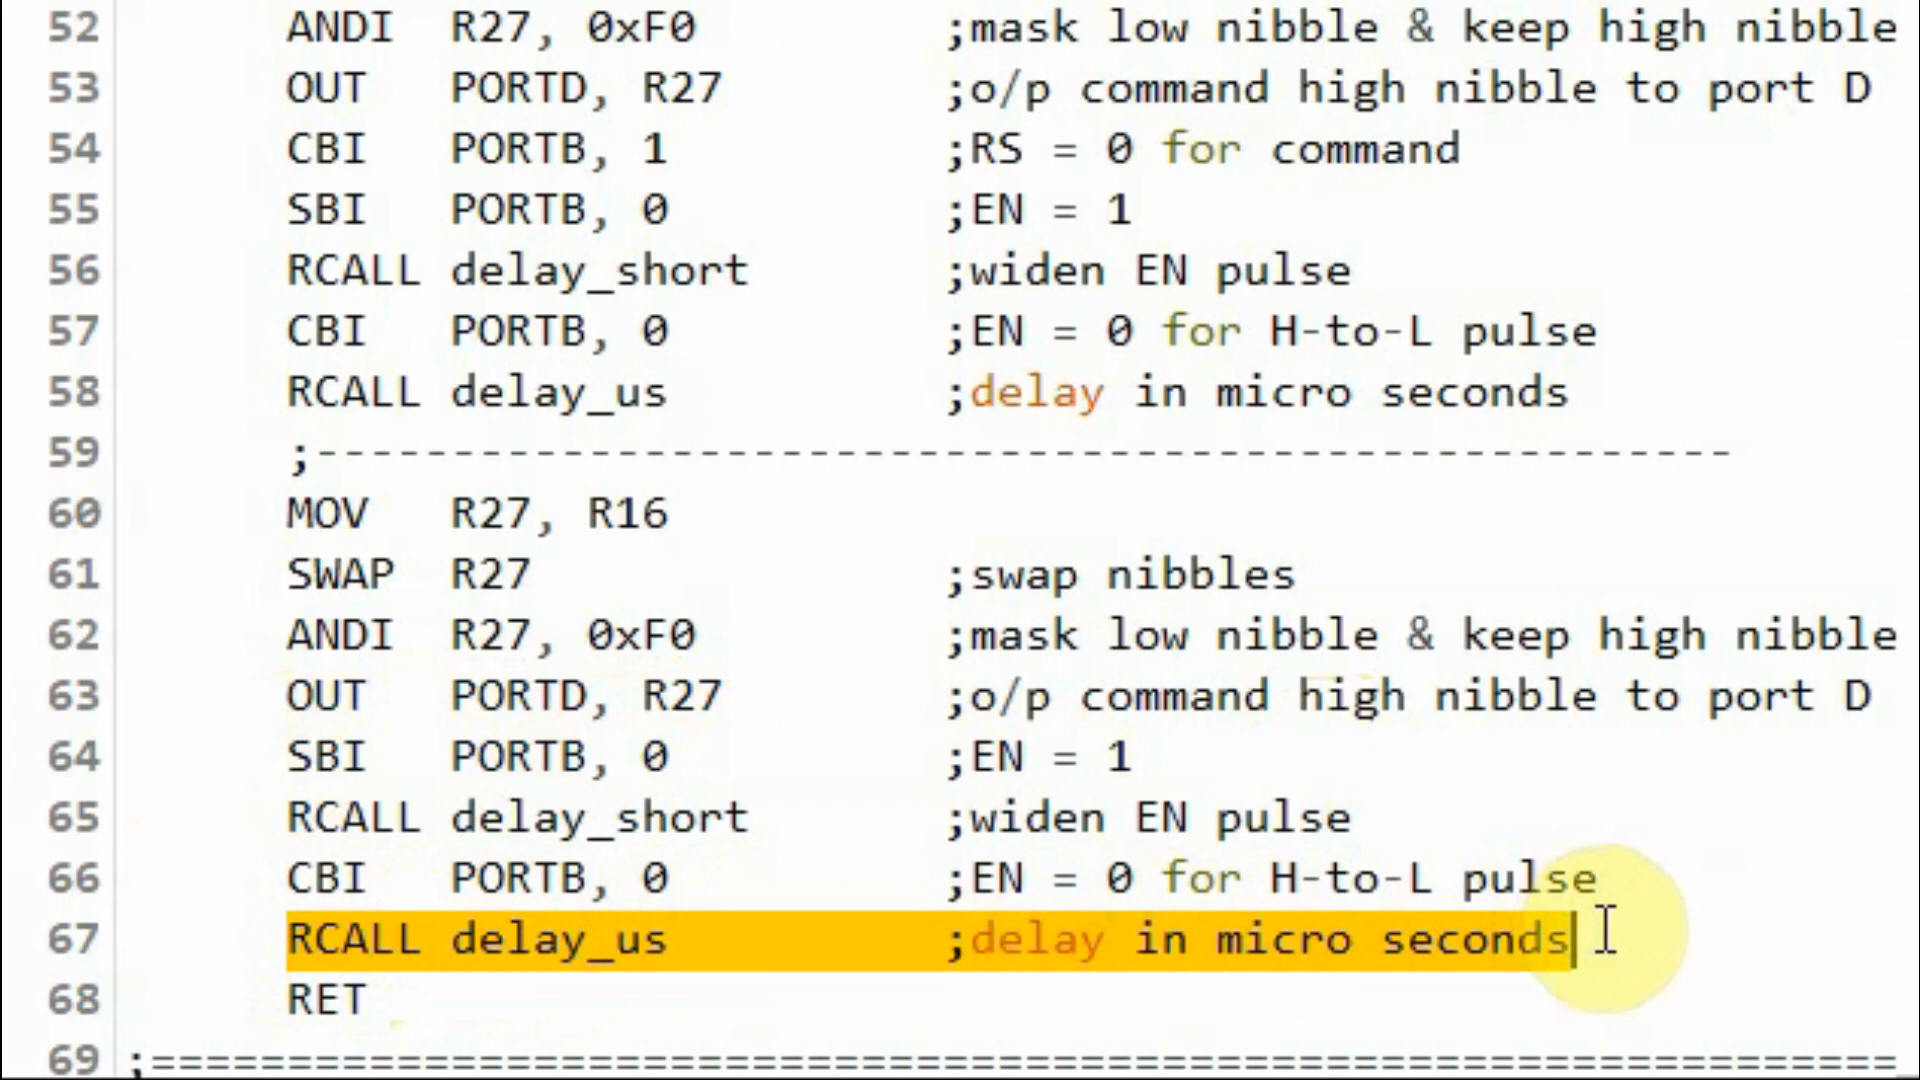 52 ANDI R27, 0xF0 ;mask low nibble & keep high nibble
53 OUT PORTD, R27 ;o/p command high nibble to port D
54 CBI PORTB, 1 ;RS = 0 for command
55 SBI PORTB, 0 ;EN = 1
56 RCALL delay_short ;widen EN pulse
57 CBI PORTB, 0 ;EN = 0 for H-to-L pulse
58 RCALL delay_us ;delay in micro seconds
59 ;----------------------------------------------------
60 MOV R27, R16
61 SWAP R27 ;swap nibbles
62 ANDI R27, 0xF0 ;mask low nibble & keep high nibble
63 OUT PORTD, R27 ;o/p command high nibble to port D
64 SBI PORTB, 0 ;EN = 1
65 RCALL delay_short ;widen EN pulse
66 CBI PORTB, 0 ;EN = 0 for H-to-L pulse
67 RCALL delay_us ;delay in micro seconds
68 RET
69 ;================================================================